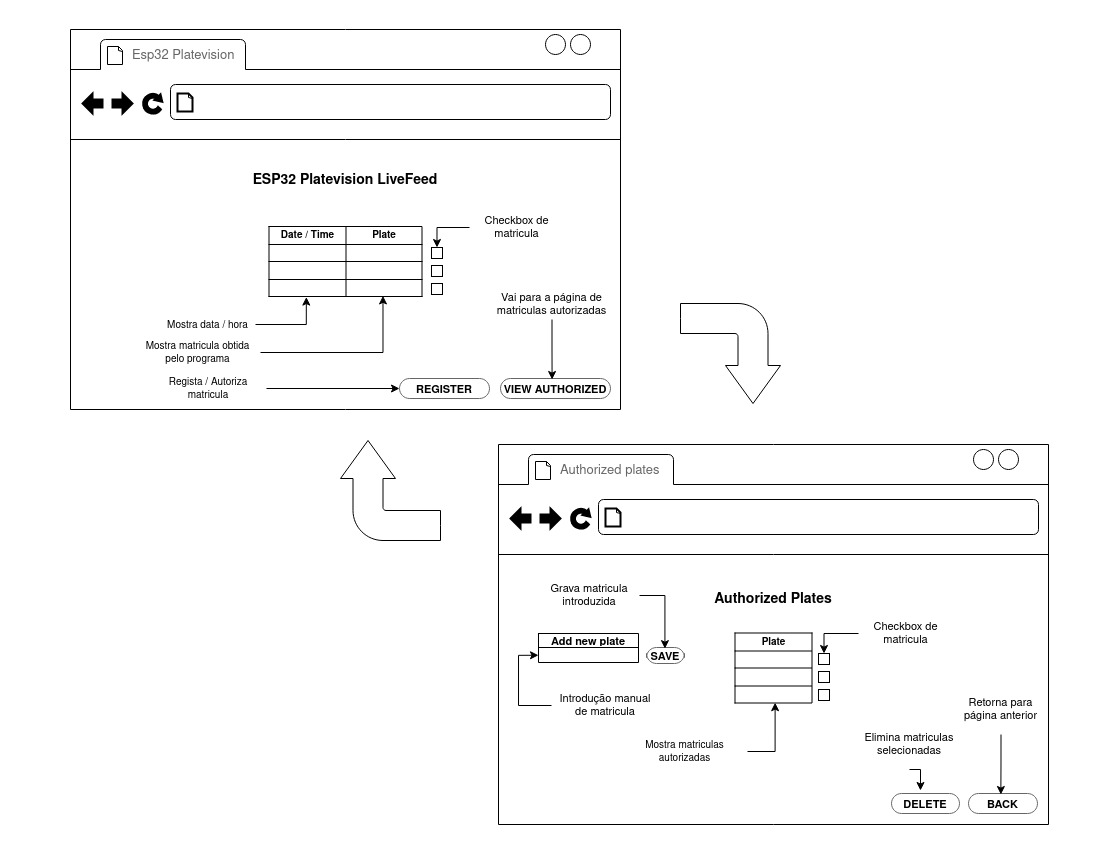 Esp32 Platevision
ESP32 Platevision LiveFeed
Checkbox de
matricula
Date / Time Plate
Vai para a página de
matriculas autorizadas
Mostra data / hora
Mostra matricula obtida
pelo programa
Regista / Autoriza
matricula
REGISTER
VIEW AUTHORIZED
Authorized plates
Grava matricula
introduzida
Authorized Plates
Add new plate
SAVE
Plate
Checkbox de
matricula
Introdução manual
de matricula
Mostra matriculas
autorizadas
Retorna para
página anterior
Elimina matriculas
selecionadas
DELETE
BACK